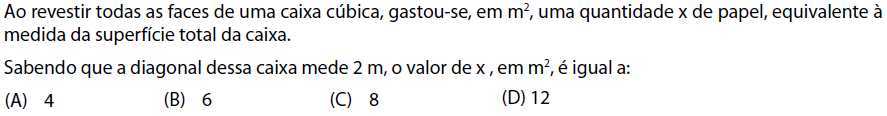 Ao revestir todas as faces de uma caixa cúbica, gastou-se, em m², uma quantidade x de papel, equivalente à
medida da superfície total da caixa.
Sabendo que a diagonal dessa caixa mede 2 m, o valor de x , em m², é igual a:
(A) 4 (B) 6 (C) 8 (D) 12